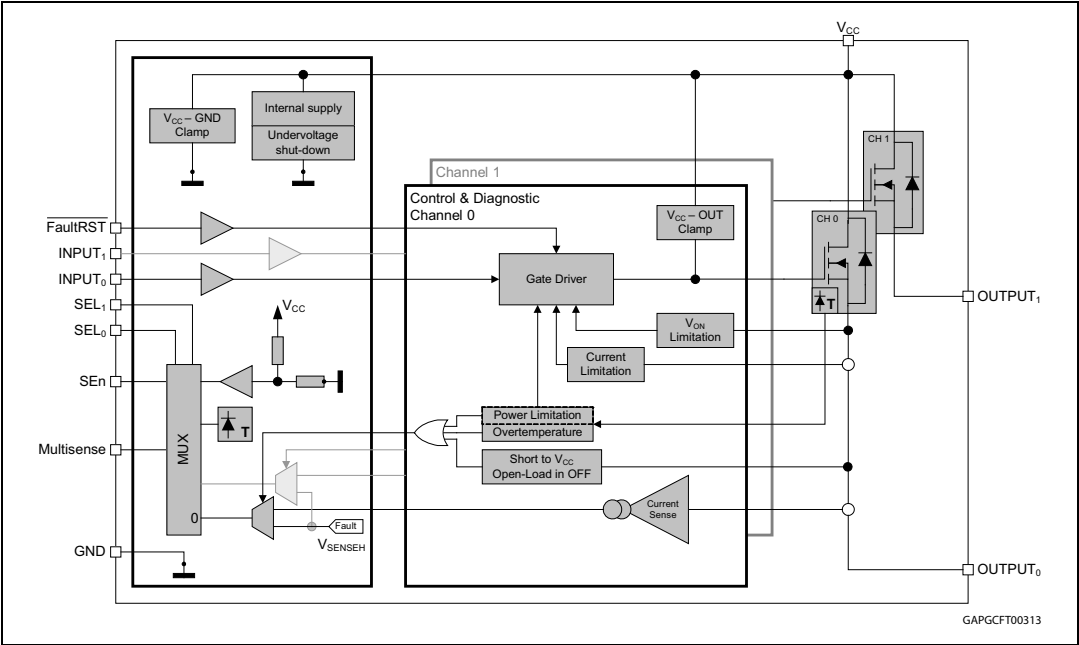 VCC
VCC – GND
Clamp
Internal supply
Undervoltage
shut-down
CH 1
Channel 1
Control & Diagnostic
Channel 0
VCC – OUT
Clamp
CH 0
FaultRST
INPUT1
INPUT0
Gate Driver
T
SEL1
OUTPUT1
VCC
SEL0
VON
Limitation
Current
Limitation
SEn
Power Limitation
Overtemperature
T
MUX
Multisense
Short to VCC
Open-Load in OFF
0
Fault
Current
Sense
VSENSEH
GND
OUTPUT0
GAPGCFT00313